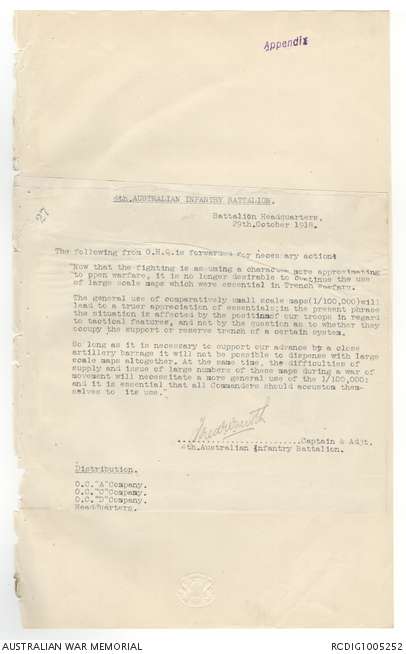 Appendix
27
4th.AUSTRALIAN INFANTRY BATTALION.
Battalion Headquarters.
29th.October 1918.
The following from G.H.Q.is forwarded for necessary action:
"Now that the fighting is assuming a character more approximating
to ppen warfare, it is no longer desirable to continue the use
of large scale maps which were essential in Trench warfare.
The general use of comparatively small scale maps(1/100,000)will
lead to a truer appreciation of essentials;in the present phrase
the situation is affected by the positionmof our troops in regard
to tactical features, and not by the question as to whether they
occupy the support or reserve trench of a certain system.
So long as it is necessary to support our advance by a close
artillery barrage it will not be possible to dispense with large
scale maps altogether. At the same time, the difficulties of
supply and issue of large numbers of these maps during a war of
movement will necessitate a more general use of the 1/100,000:
and it is essential that all Commanders should accustom them-
selves to its use."
........................Captain & Adjt.
4th.Australian Infantry Battalion.
Distribution.
O.C."A"Company.
O.C."C"Company.
O.C."D"Company.
Headquarters.
AUSTRALIAN WAR MEMORIAL
RCDIG1005252